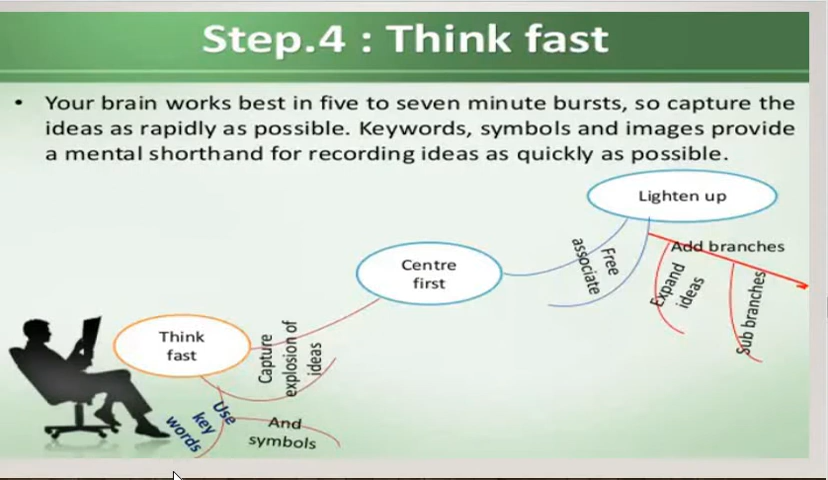 Step.4 : Think fast
• Your brain works best in five to seven minute bursts, so capture the
ideas as rapidly as possible. Keywords, symbols and images provide
a mental shorthand for recording ideas as quickly as possible.
Lighten up
Add branches
Free
associate
Expand
ideas
Sub branches
Centre
first
Think
fast
Capture
explosion of
ideas
Use
key
words
And
symbols